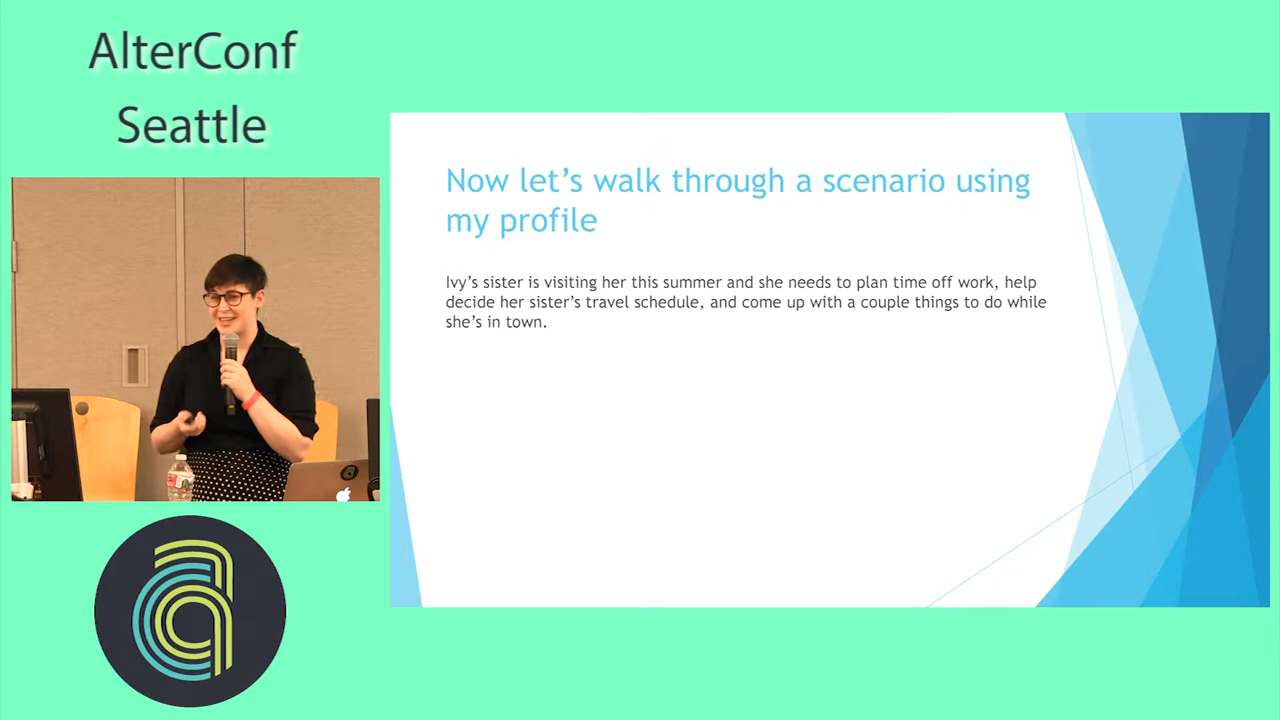 AlterConf
Seattle
Now let's walk through a scenario using
my profile
Ivy's sister is visiting her this summer and she needs to plan time off work, help
decide her sister's travel schedule, and come up with a couple things to do while
she's in town.